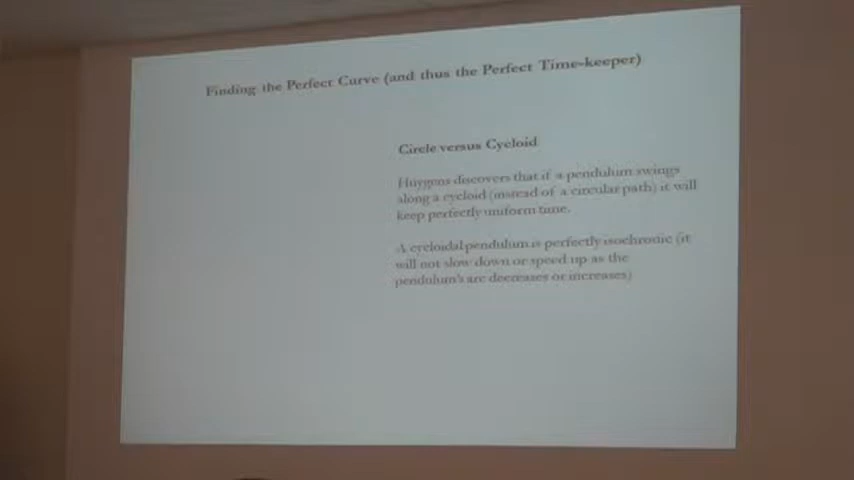 Finding the Perfect Curve (and thus the Perfect Time-keeper)
Circle versus Cycloid
Huygens discovers that if a pendulum swings
along a cycloid (instead of a circular path) it will
keep perfectly uniform time.
A cycloidal pendulum is perfectly isochronic (it
will not slow down or speed up as the
pendulum's arc decreases or increases)